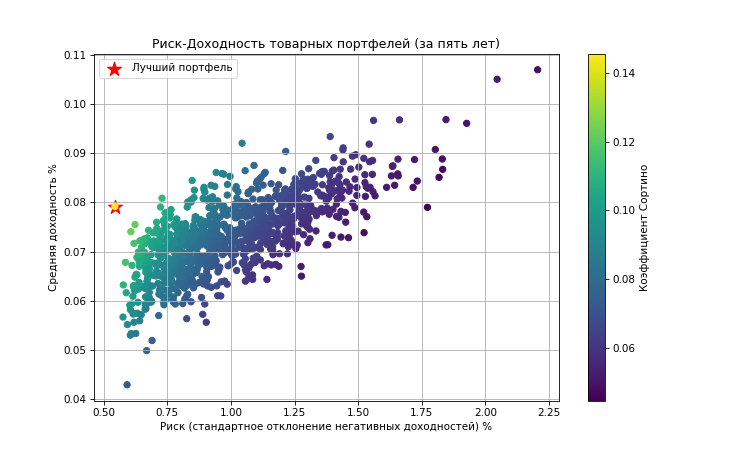 Риск-Доходность товарных портфелей (за пять лет)
Лучший портфель
Средняя доходность %
0.11
0.10
0.09
0.08
0.07
0.06
0.05
0.04
0.50 0.75 1.00 1.25 1.50 1.75 2.00 2.25
Риск (стандартное отклонение негативных доходностей) %
0.14
0.12
0.10
0.08
0.06
Коэффициент Сортино